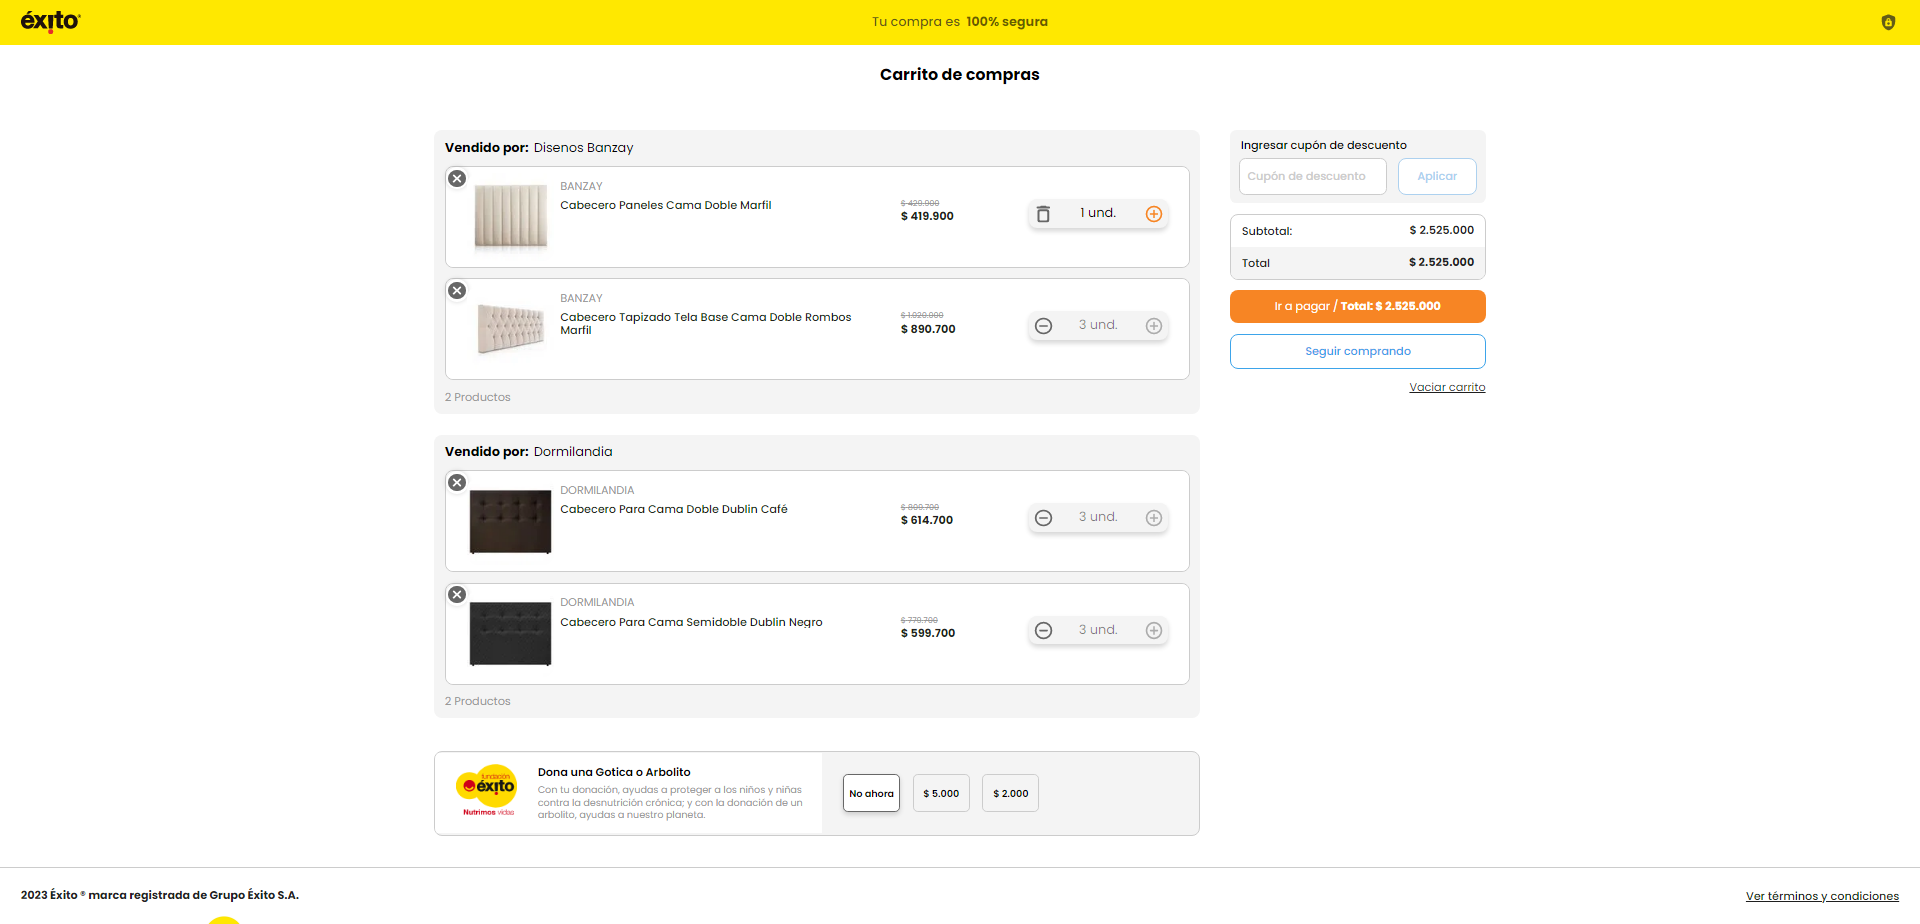 éxito
Tu compra es 100% segura
Carrito de compras
Vendido por: Disenos Banzay
BANZAY
Cabecero Paneles Cama Doble Marfil
$ 429.900
$ 419.900
1 und.
BANZAY
Cabecero Tapizado Tela Base Cama Doble Rombos
Marfil
$ 1.020.000
$ 890.700
3 und.
2 Productos
Vendido por: Dormilandia
DORMILANDIA
Cabecero Para Cama Doble Dublín Café
$ 800.700
$ 614.700
3 und.
DORMILANDIA
Cabecero Para Cama Semidoble Dublín Negro
$ 770.700
$ 599.700
3 und.
2 Productos
fundación
éxito
Nutrimos vidas
Dona una Gotica o Arbolito
Con tu donación, ayudas a proteger a los niños y niñas
contra la desnutrición crónica; y con la donación de un
arbolito, ayudas a nuestro planeta.
No ahora
$ 5.000
$ 2.000
Ingresar cupón de descuento
Cupón de descuento
Aplicar
Subtotal: $ 2.525.000
Total $ 2.525.000
Ir a pagar / Total: $ 2.525.000
Seguir comprando
Vaciar carrito
2023 Éxito ® marca registrada de Grupo Éxito S.A.
Ver términos y condiciones